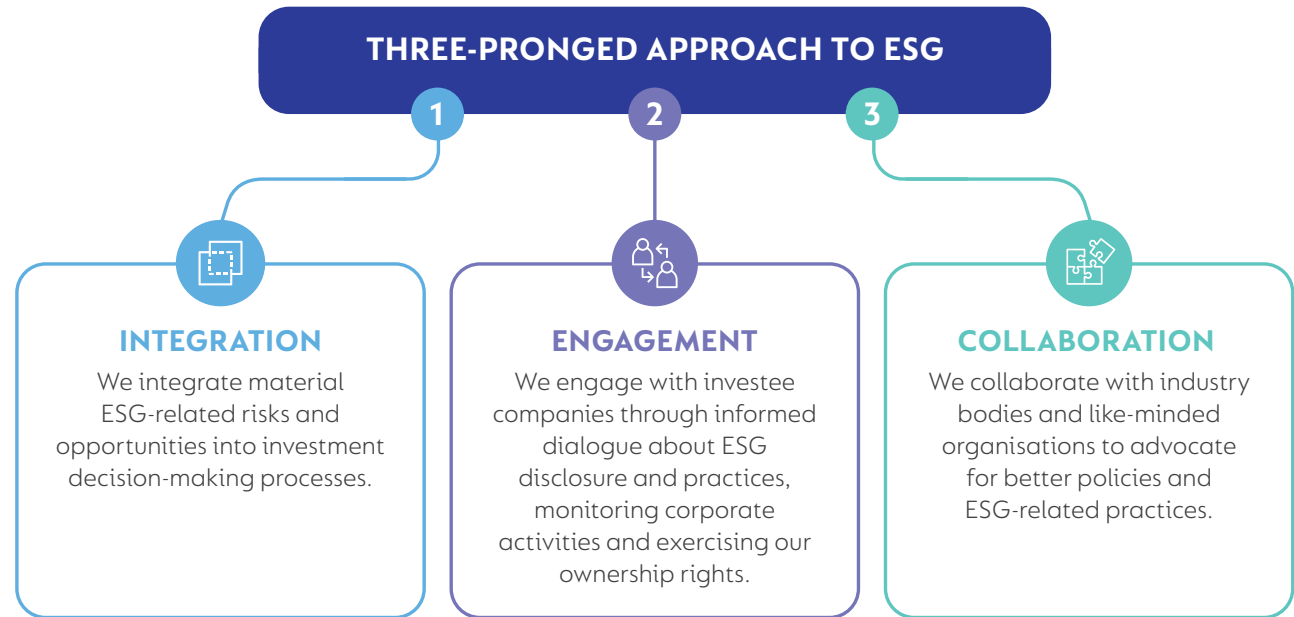 THREE-PRONGED APPROACH TO ESG
1
2
3
INTEGRATION
We integrate material
ESG-related risks and
opportunities into investment
decision-making processes.
ENGAGEMENT
We engage with investee
companies through informed
dialogue about ESG
disclosure and practices,
monitoring corporate
activities and exercising our
ownership rights.
COLLABORATION
We collaborate with industry
bodies and like-minded
organisations to advocate
for better policies and
ESG-related practices.